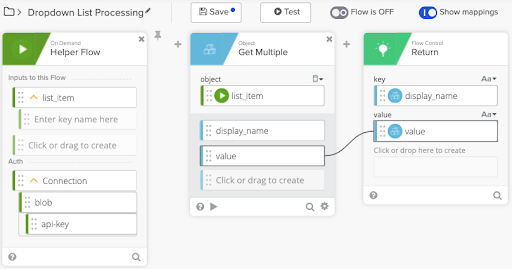 Dropdown List Processing
Save
Test
Flow is OFF
Show mappings
On Demand
Helper Flow
Inputs to this Flow
list_item
Enter key name here
Click or drag to create
Auth
Connection
blob
api-key
Object
Get Multiple
object
list_item
display_name
value
Click or drag to create
Flow Control
Return
key
Aa
display_name
value
Aa
value
Click or drop here to create